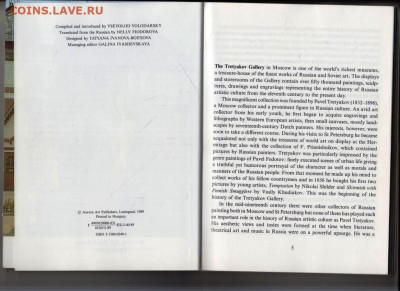 Compiled and introduced by VSEVOLOD VOLODARSKY
Translated from the Russian by NELLY FIODOROVA
Designed by TATYANA IVANOVA-BOITSOVA
Managing editor GALINA IVASHEVSKAYA
© Aurora Art Publishers, Leningrad, 1989
Printed in Hungary
The Tretyakov Gallery in Moscow is one of the world's richest museums,
a treasure-house of the finest works of Russian and Soviet art. The displays
and storerooms of the Gallery contain over fifty thousand paintings, sculp-
tures, drawings and engravings representing the entire history of Russian
artistic culture from the eleventh century to the present day.
This magnificent collection was founded by Pavel Tretyakov (1832–1898),
a Moscow collector and a prominent figure in Russian culture. An avid art
collector from his early youth, he first began to acquire engravings and
lithographs by Western European artists, then small canvases, mostly land-
scapes by seventeenth-century Dutch painters. His interests, however, were
soon to take a different course. During his visits to St Petersburg he became
acquainted not only with the treasures of world art on display at the Her-
mitage but also with the collection of F. Prianishnikov, which contained
pictures by Russian painters. Tretyakov was particularly impressed by the
genre paintings of Pavel Fedotov: finely executed scenes of urban life giving
a truthful and humorous portrayal of the character as well as morals and
manners of the Russian people. From that moment he made up his mind to
collect works of his fellow countrymen and in 1856 he bought his first two
pictures by young artists, Temptation by Nikolai Shilder and Skirmish with
Finnish Smugglers by Vasily Khudiakov. This was the beginning of the
history of the Tretyakov Gallery.
In the mid-nineteenth century there were other collectors of Russian
painting both in Moscow and St Petersburg but none of them has played such
an important role in the history of Russian artistic culture as Pavel Tretyakov.
His aesthetic views and tastes were formed at the time when literature,
theatrical art and music in Russia were on a powerful upsurge. He was a
5